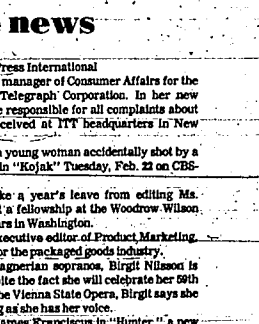 e news
Press International
manager of Consumer Affairs for the
Telegraph Corporation. In her new
e responsible for all complaints about
ceived at ITT headquarters in New
young woman accidentally shot by a
in "Kojak" Tuesday, Feb. 22 on CBS-
ke a year's leave from editing Ms.
a fellowship at the Woodrow Wilson
rs in Washington.
xecutive editor of Product Marketing,
or the packaged goods industry.
agnerian sopranos, Birgit Nilsson is
ite the fact she will celebrate her 59th
he Vienna State Opera, Birgit says she
g as she has her voice.
ames Franciscus in "Hunter," a new